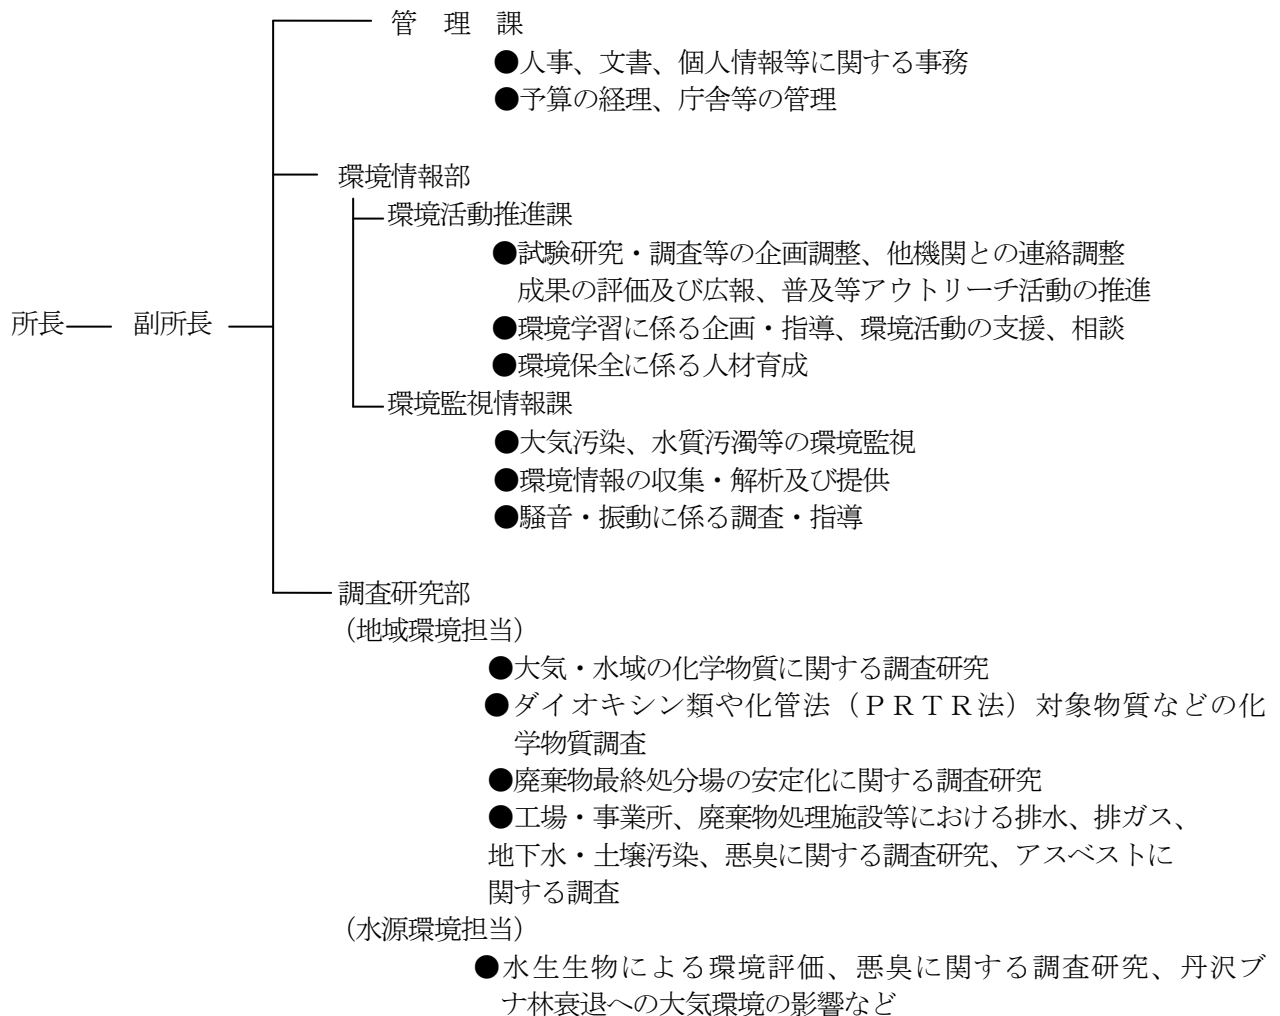 管　理　課
●人事、文書、個人情報等に関する事務
●予算の経理、庁舎等の管理
環境情報部
環境活動推進課
●試験研究・調査等の企画調整、他機関との連絡調整
成果の評価及び広報、普及等アウトリーチ活動の推進
所長 副所長
●環境学習に係る企画・指導、環境活動の支援、相談
●環境保全に係る人材育成
環境監視情報課
●大気汚染、水質汚濁等の環境監視
●環境情報の収集・解析及び提供
●騒音・振動に係る調査・指導
調査研究部
（地域環境担当）
●大気・水域の化学物質に関する調査研究
●ダイオキシン類や化管法（ＰＲＴＲ法）対象物質などの化
学物質調査
●廃棄物最終処分場の安定化に関する調査研究
●工場・事業所、廃棄物処理施設等における排水、排ガス、
地下水・土壌汚染、悪臭に関する調査研究、アスベストに
関する調査
（水源環境担当）
●水生生物による環境評価、悪臭に関する調査研究、丹沢ブ
ナ林衰退への大気環境の影響など